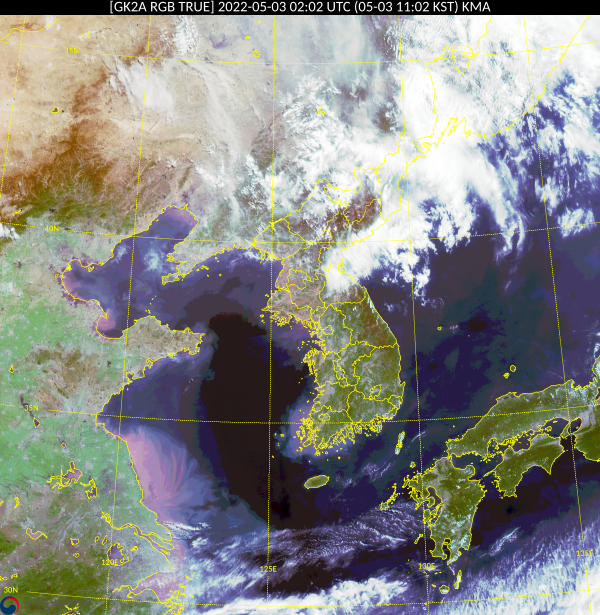 [GK2A RGB TRUE] 2022-05-03 02:02 UTC (05-03 11:02 KST) KMA
40N
35N
120E
125E
130E
135E
30N